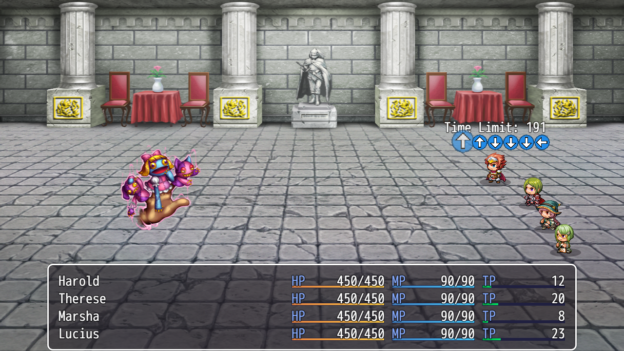 Time Limit: 191
Harold HP 450/450 MP 90/90 TP 12
Therese HP 450/450 MP 90/90 TP 20
Marsha HP 450/450 MP 90/90 TP 8
Lucius HP 450/450 MP 90/90 TP 23